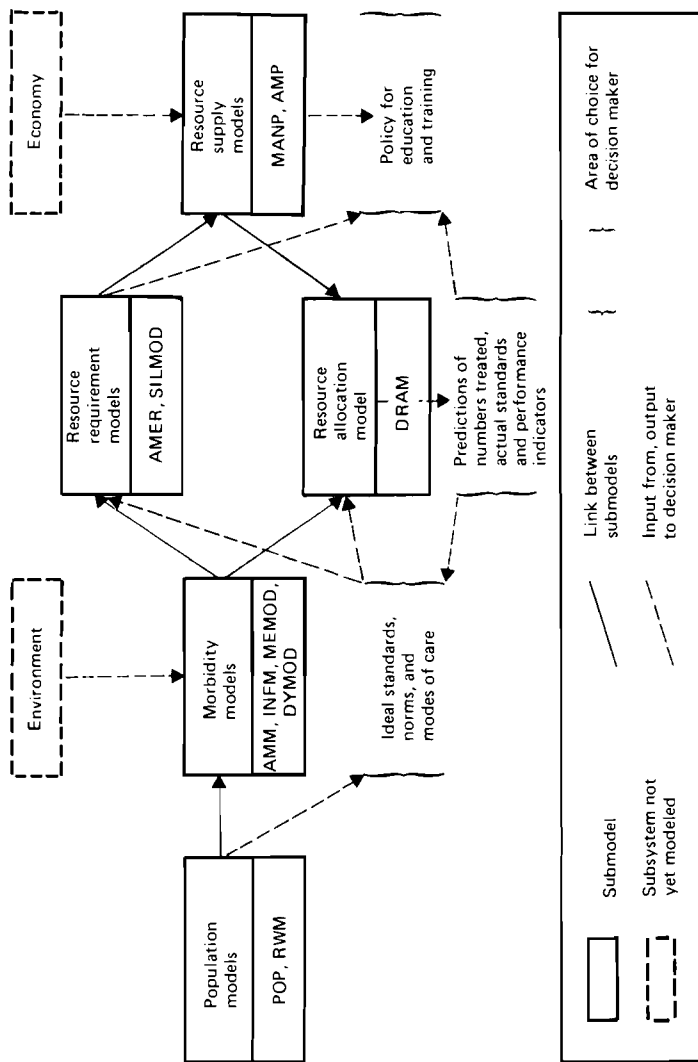 Environment
Economy
Population
models
POP, RWM
Morbidity
models
AMM, INFM, MEMOD,
DYMOD
Resource
requirement
models
AMER, SILMOD
Resource
supply
models
MANP, AMP
Resource
allocation
model
DRAM
Ideal standards,
norms, and
modes of care
Predictions of
numbers treated,
actual standards
and performance
indicators
Policy for
education
and training
Submodel
Subsystem not
yet modeled
Link between
submodels
Input from, output
to decision maker
Area of choice for
decision maker